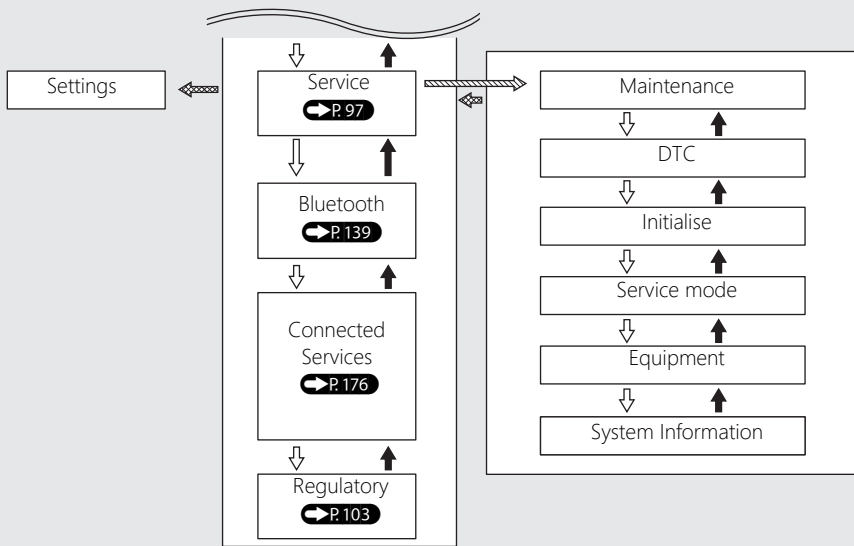 Settings
Service
P. 97
Bluetooth
P. 139
Connected
Services
P. 176
Regulatory
P. 103
Maintenance
DTC
Initialise
Service mode
Equipment
System Information